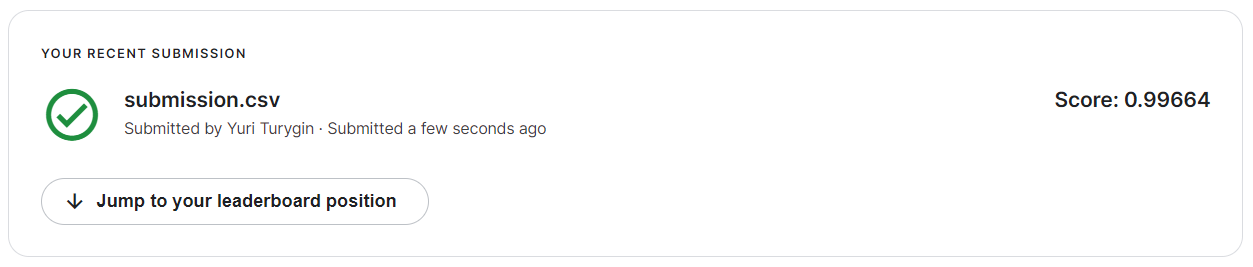 YOUR RECENT SUBMISSION
submission.csv
Score: 0.99664
Submitted by Yuri Turygin · Submitted a few seconds ago
Jump to your leaderboard position